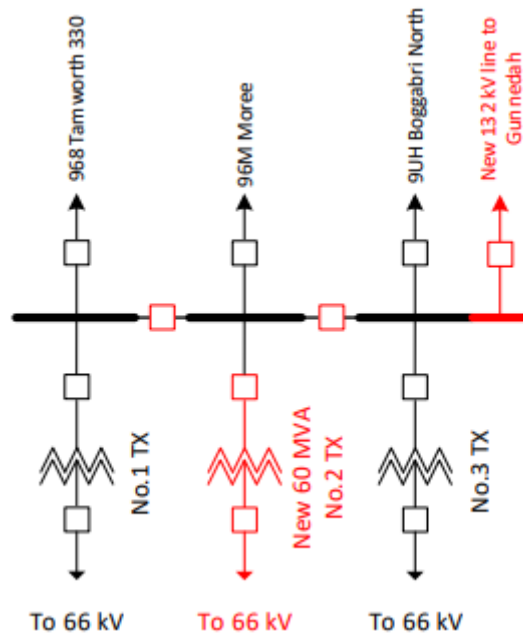 968 Tamworth 330
96M Moree
9UH Boggabri North
New 132 kV line to
Gunnedah
No.1 TX
New 60 MVA
No.2 TX
No.3 TX
To 66 kV
To 66 kV
To 66 kV